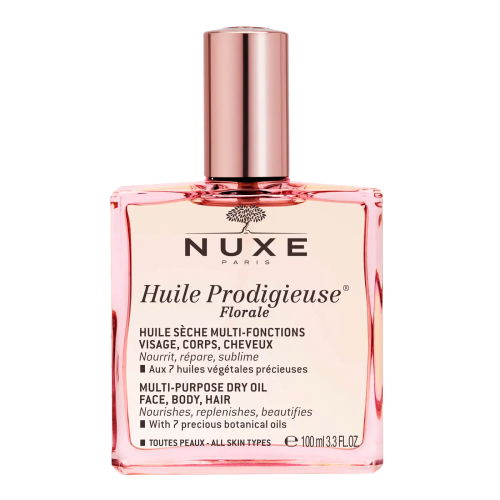 NUXE
PARIS
Huile Prodigieuse®
Florale
HUILE SÈCHE MULTI-FONCTIONS
VISAGE, CORPS, CHEVEUX
Nourrit, répare, sublime
■ Aux 7 huiles végétales précieuses
MULTI-PURPOSE DRY OIL
FACE, BODY, HAIR
Nourishes, replenishes, beautifies
■ With 7 precious botanical oils
■ TOUTES PEAUX - ALL SKIN TYPES ℮ 100 ml 3.3 FL.OZ.